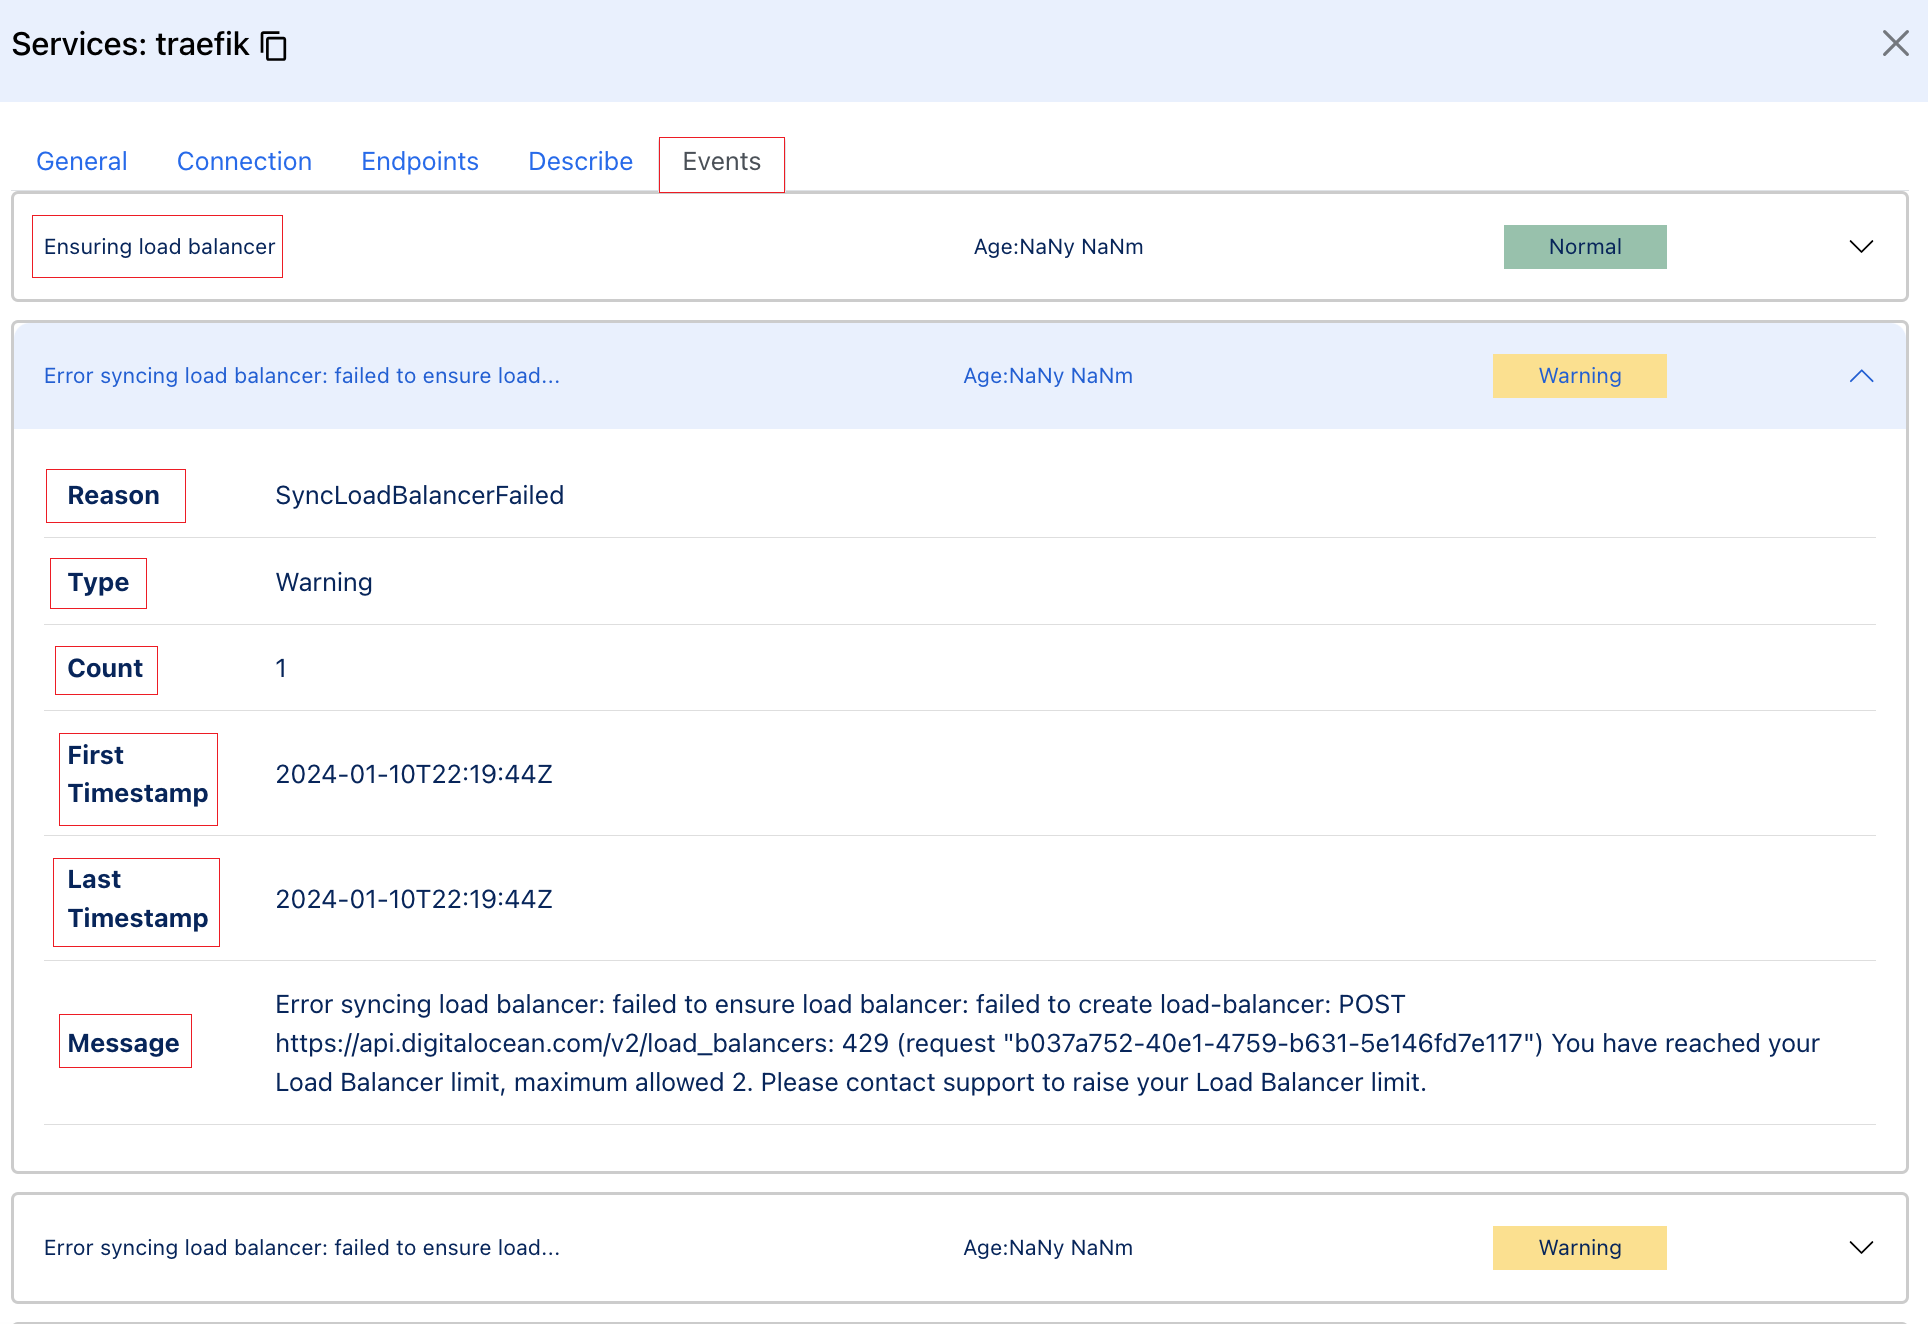 Services: traefik
General Connection Endpoints Describe Events
Ensuring load balancer Age:NaNy NaNm Normal
Error syncing load balancer: failed to ensure load... Age:NaNy NaNm Warning
Reason SyncLoadBalancerFailed
Type Warning
Count 1
First
Timestamp
2024-01-10T22:19:44Z
Last
Timestamp
2024-01-10T22:19:44Z
Message
Error syncing load balancer: failed to ensure load balancer: failed to create load-balancer: POST
https://api.digitalocean.com/v2/load_balancers: 429 (request "b037a752-40e1-4759-b631-5e146fd7e117") You have reached your
Load Balancer limit, maximum allowed 2. Please contact support to raise your Load Balancer limit.
Error syncing load balancer: failed to ensure load... Age:NaNy NaNm Warning